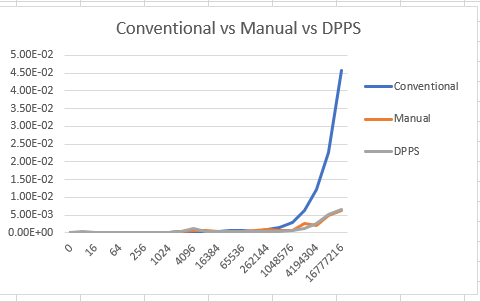 Conventional vs Manual vs DPPS
5.00E-02
4.50E-02
4.00E-02
3.50E-02
3.00E-02
2.50E-02
2.00E-02
1.50E-02
1.00E-02
5.00E-03
0.00E+00
0 16 64 256 1024 4096 16384 65536 262144 1048576 4194304 16777216
Conventional
Manual
DPPS